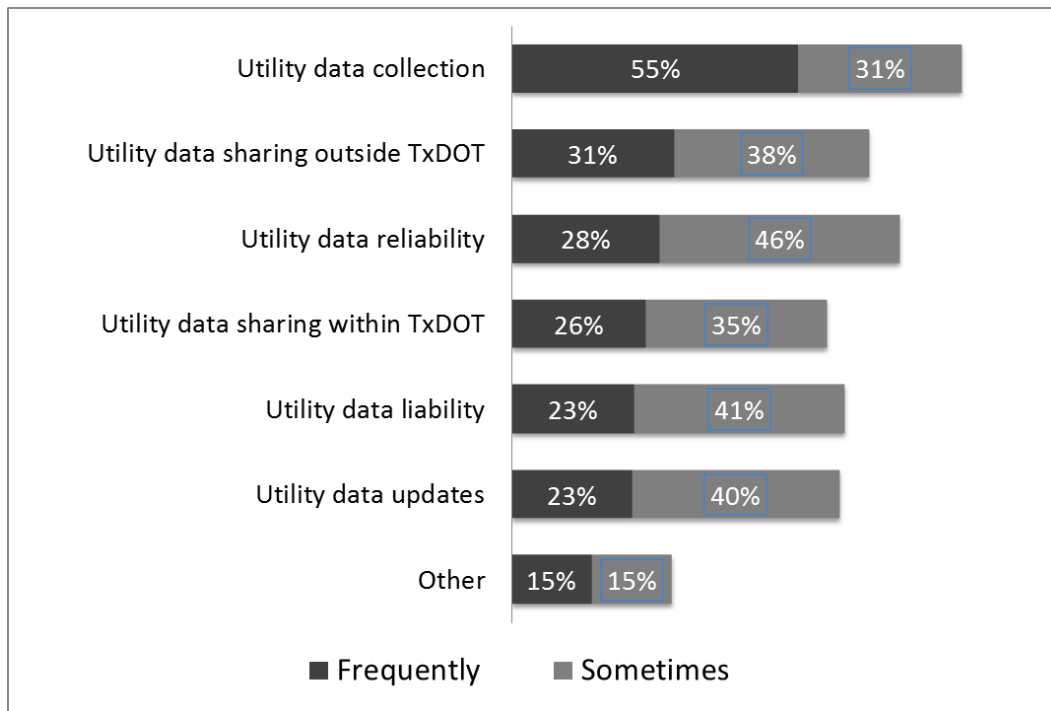 Utility data collection 55% 31%
Utility data sharing outside TxDOT 31% 38%
Utility data reliability 28% 46%
Utility data sharing within TxDOT 26% 35%
Utility data liability 23% 41%
Utility data updates 23% 40%
Other 15% 15%
Frequently Sometimes